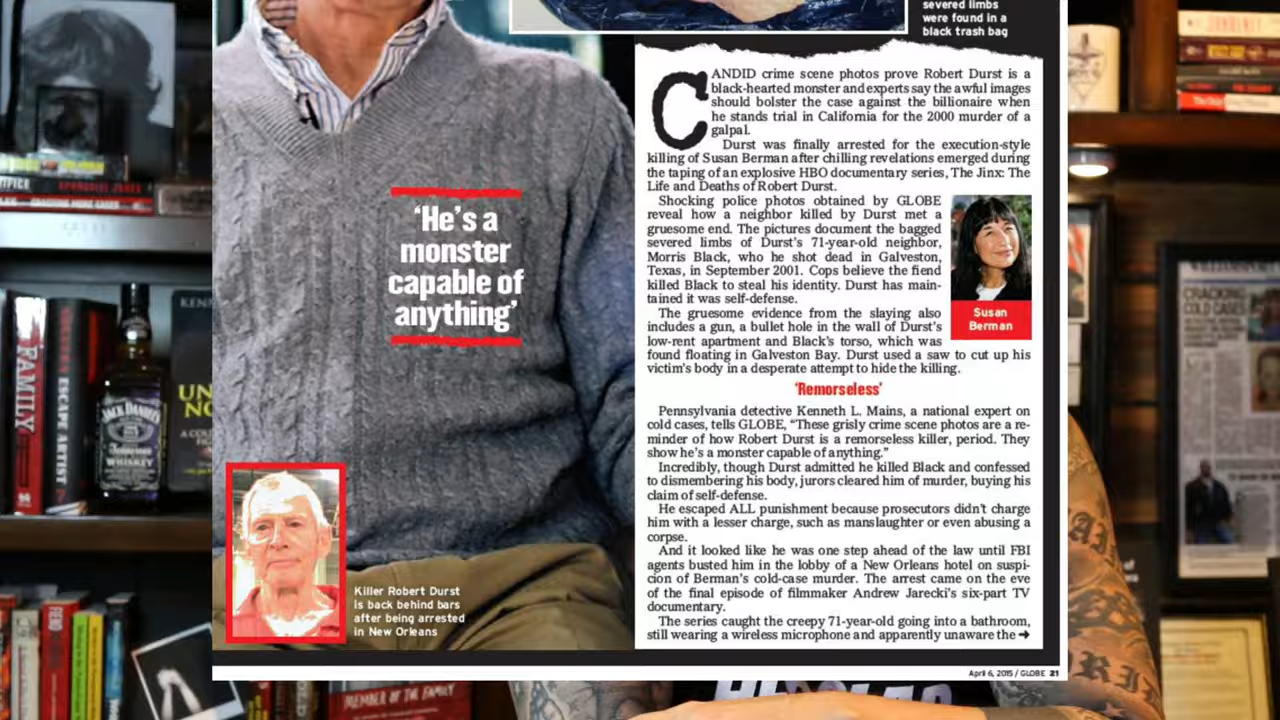 severed limbs
were found in a
black trash bag
CANDID crime scene photos prove Robert Durst is a
black-hearted monster and experts say the awful images
should bolster the case against the billionaire when
he stands trial in California for the 2000 murder of a
galpal.
Durst was finally arrested for the execution-style
killing of Susan Berman after chilling revelations emerged during
the taping of an explosive HBO documentary series, The Jinx: The
Life and Deaths of Robert Durst.
Shocking police photos obtained by GLOBE
reveal how a neighbor killed by Durst met a
gruesome end. The pictures document the bagged
severed limbs of Durst's 71-year-old neighbor,
Morris Black, who he shot dead in Galveston,
Texas, in September 2001. Cops believe the fiend
killed Black to steal his identity. Durst has main-
tained it was self-defense.
The gruesome evidence from the slaying also
includes a gun, a bullet hole in the wall of Durst's
low-rent apartment and Black's torso, which was
found floating in Galveston Bay. Durst used a saw to cut up his
victim's body in a desperate attempt to hide the killing.
Susan
Berman
'Remorseless'
Pennsylvania detective Kenneth L. Mains, a national expert on
cold cases, tells GLOBE, "These grisly crime scene photos are a re-
minder of how Robert Durst is a remorseless killer, period. They
show he's a monster capable of anything."
Incredibly, though Durst admitted he killed Black and confessed
to dismembering his body, jurors cleared him of murder, buying his
claim of self-defense.
He escaped ALL punishment because prosecutors didn't charge
him with a lesser charge, such as manslaughter or even abusing a
corpse.
And it looked like he was one step ahead of the law until FBI
agents busted him in the lobby of a New Orleans hotel on suspi-
cion of Berman's cold-case murder. The arrest came on the eve
of the final episode of filmmaker Andrew Jarecki's six-part TV
documentary.
The series caught the creepy 71-year-old going into a bathroom,
still wearing a wireless microphone and apparently unaware the →
'He's a
monster
capable of
anything'
Killer Robert Durst
is back behind bars
after being arrested
in New Orleans
April 6, 2015 / GLOBE 21
FAMILY
ESCAPE ARTIST
JACK DANIEL'S
Tennessee
WHISKEY
KENN
UN
NO
CRACKING
COLD CASES
MEMBER OF THE FAMILY